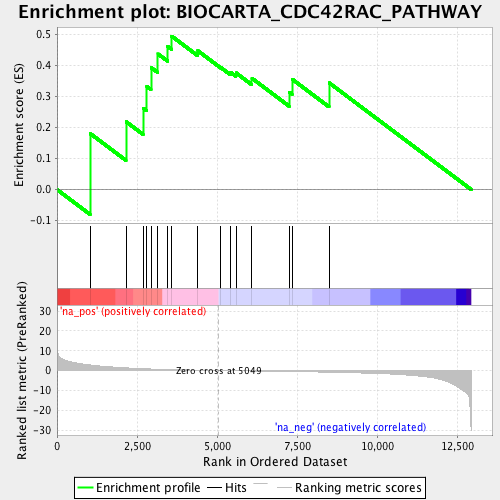 Enrichment plot: BIOCARTA_CDC42RAC_PATHWAY
Enrichment score (ES)
0.5
0.4
0.3
0.2
0.1
0.0
-0.1
'na_pos' (positively correlated)
Ranked list metric (PreRanked)
30
20
10
0
-10
-20
-30
Zero cross at 5049
'na_neg' (negatively correlated)
0
2,500
5,000
7,500
10,000
12,500
Rank in Ordered Dataset
Enrichment profile
Hits
Ranking metric scores